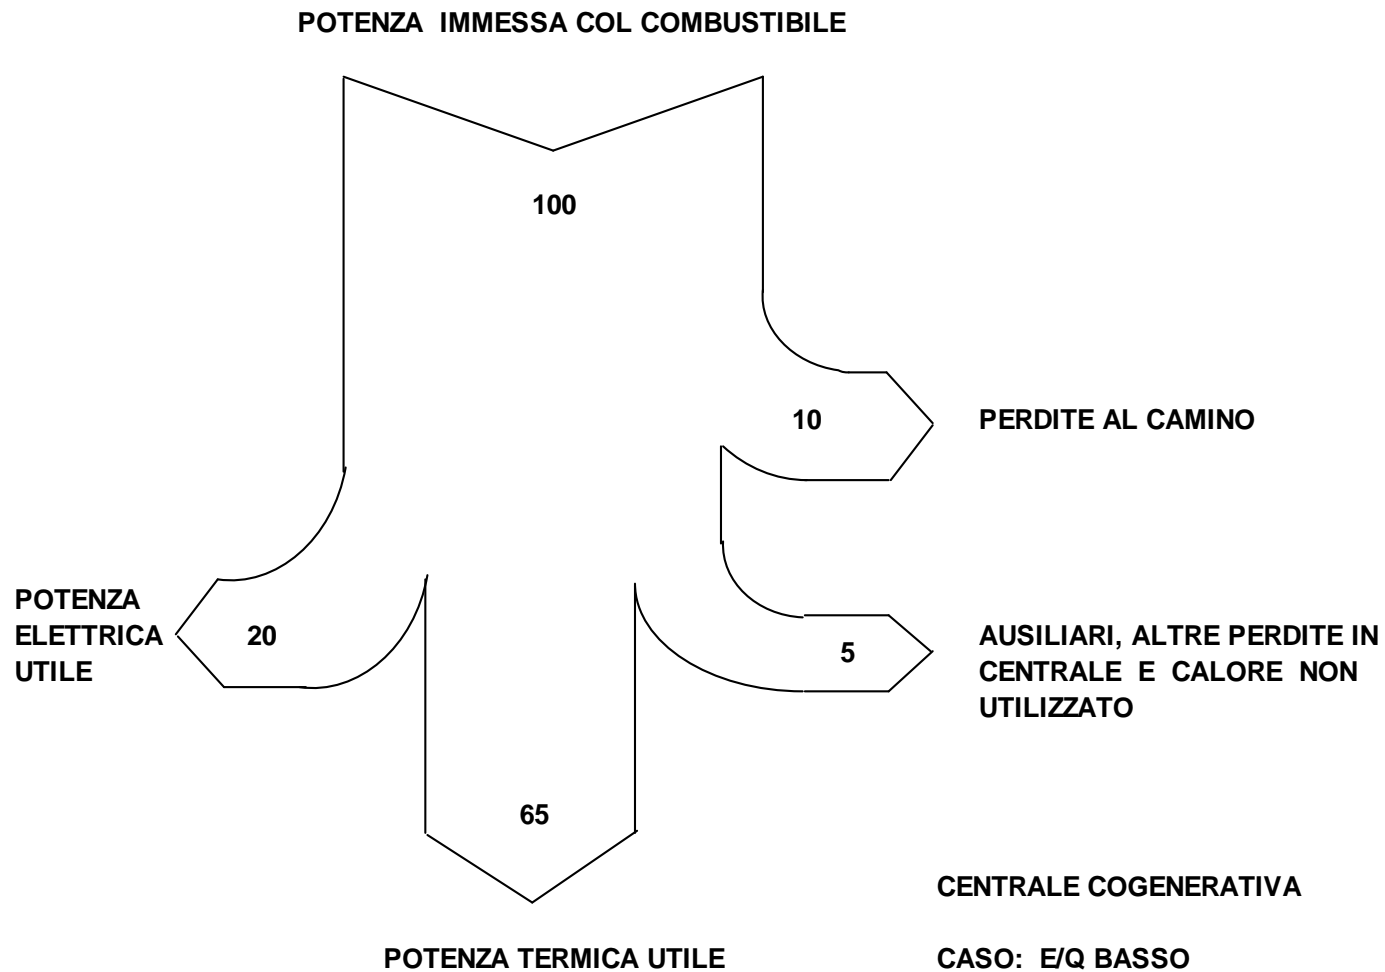 POTENZA IMMESSA COL COMBUSTIBILE
100
10
PERDITE AL CAMINO
POTENZA
ELETTRICA
UTILE
20
5
AUSILIARI, ALTRE PERDITE IN
CENTRALE E CALORE NON
UTILIZZATO
65
CENTRALE COGENERATIVA
POTENZA TERMICA UTILE
CASO: E/Q BASSO